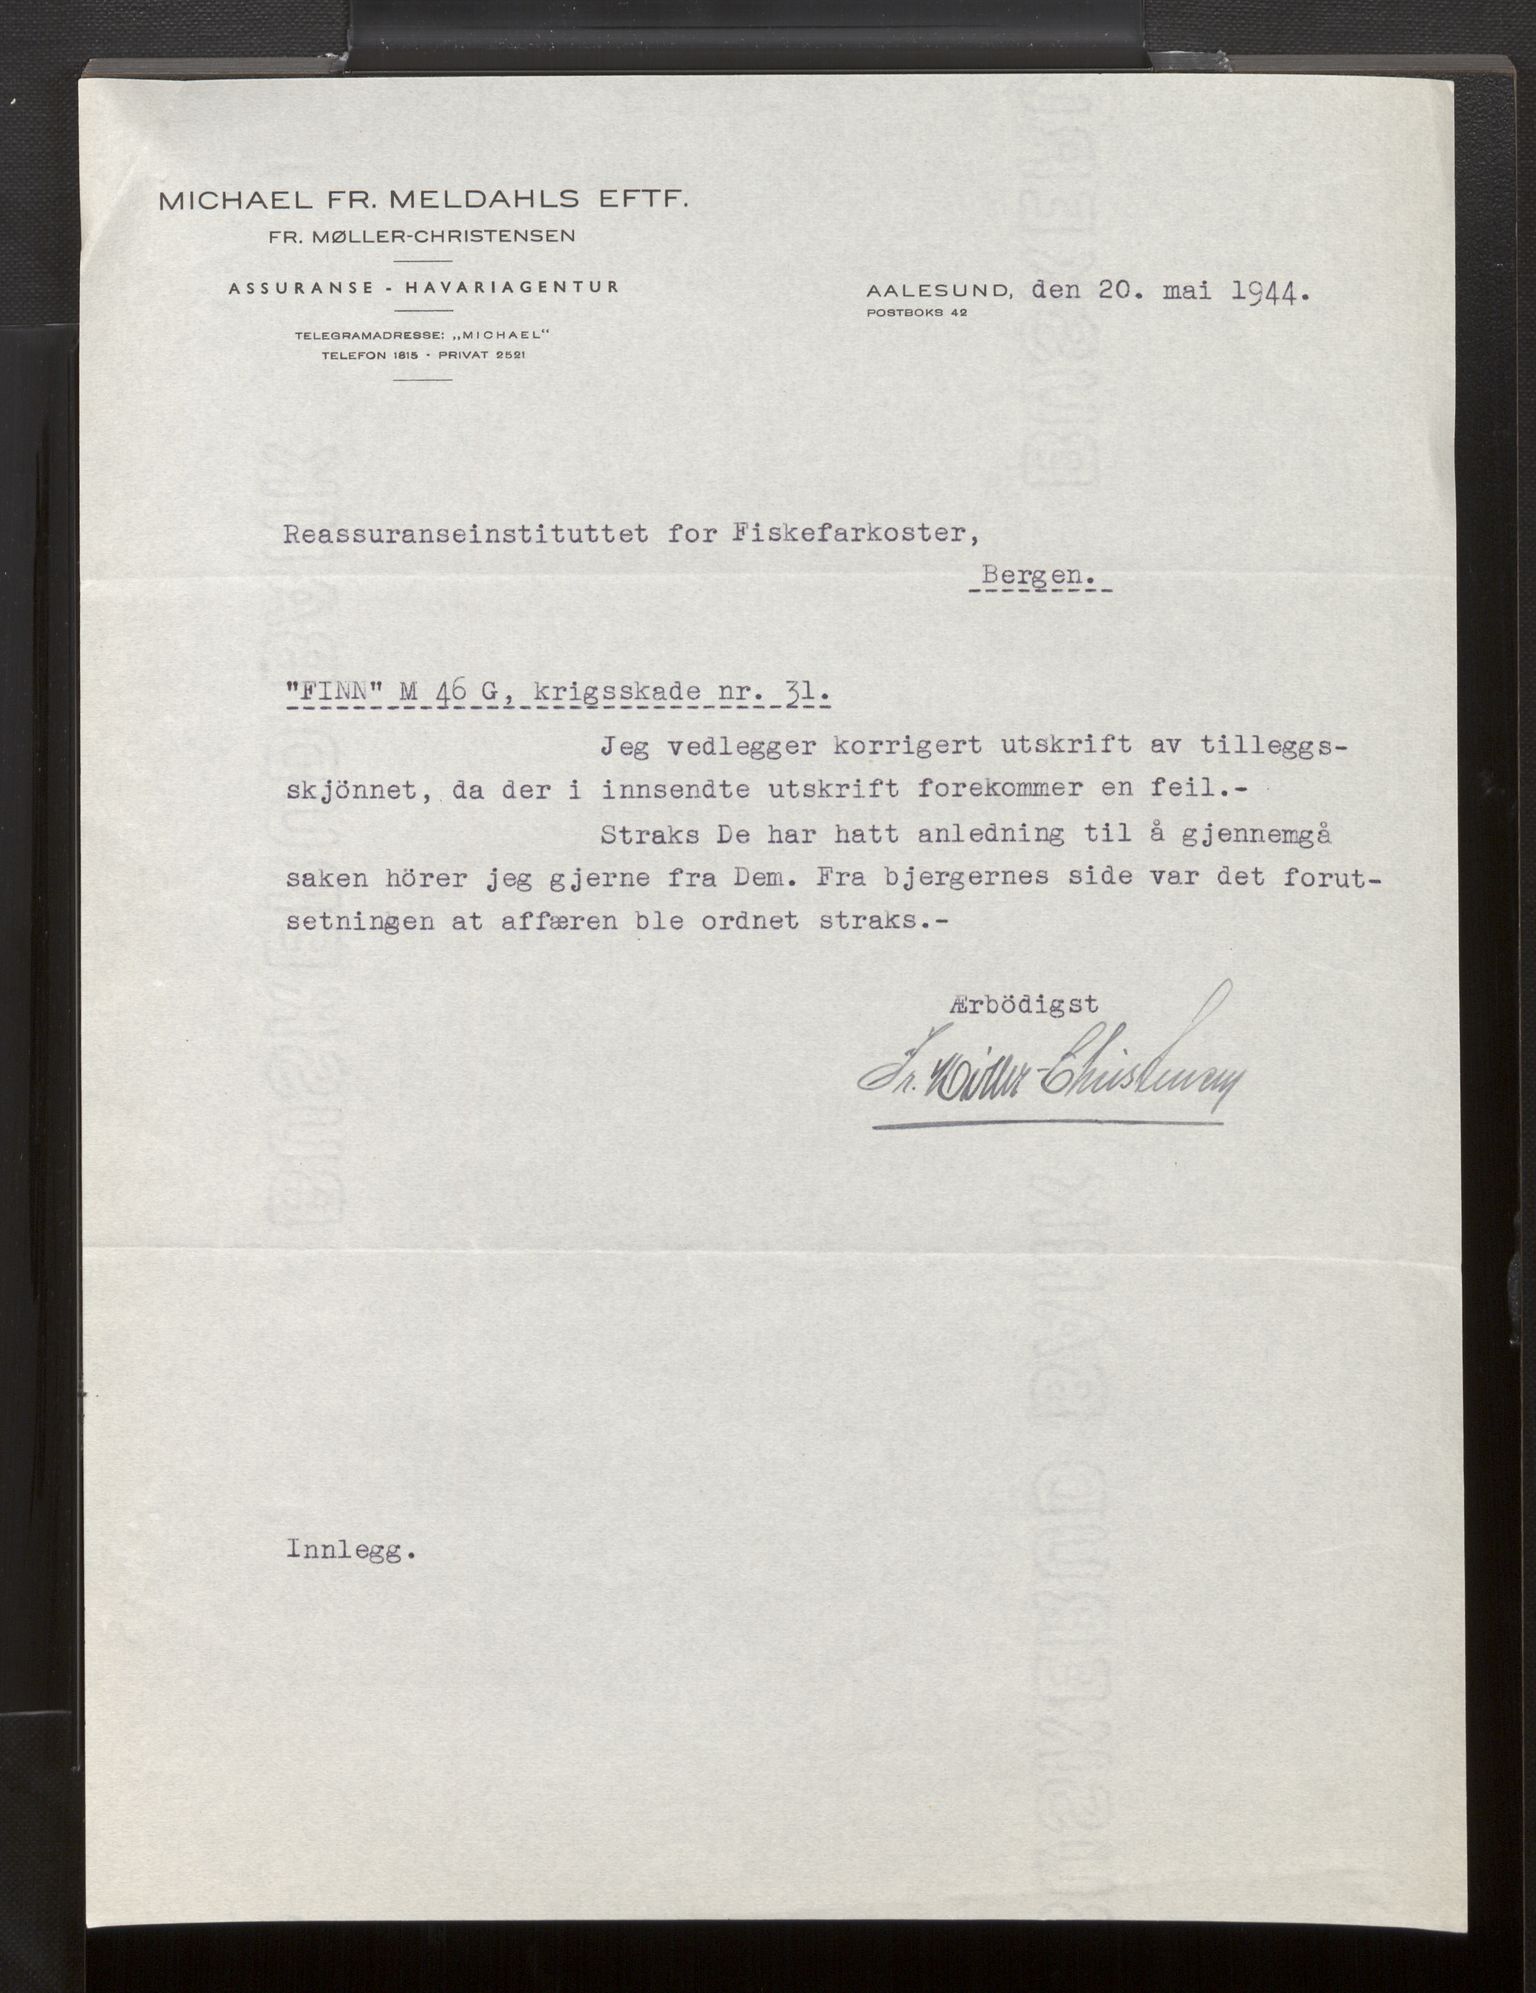 MICHAEL FR. MELDAHLS EFTF.
FR. MØLLER-CHRISTENSEN
ASSURANSE - HAVARIAGENTUR
TELEGRAMADRESSE: „MICHAEL“
TELEFON 1815 · PRIVAT 2521
AALESUND, den 20. mai 1944.
POSTBOKS 42
Reassuranseinstituttet for Fiskefarkoster,
Bergen.
"FINN" M 46 G, krigsskade nr. 31.
Jeg vedlegger korrigert utskrift av tilleggs-
skjönnet, da der i innsendte utskrift forekommer en feil.-
Straks De har hatt anledning til å gjennemgå
saken hörer jeg gjerne fra Dem. Fra bjergernes side var det forut-
setningen at affæren ble ordnet straks.-
Ærbödigst
Fr. Möller-Christensen
Innlegg.